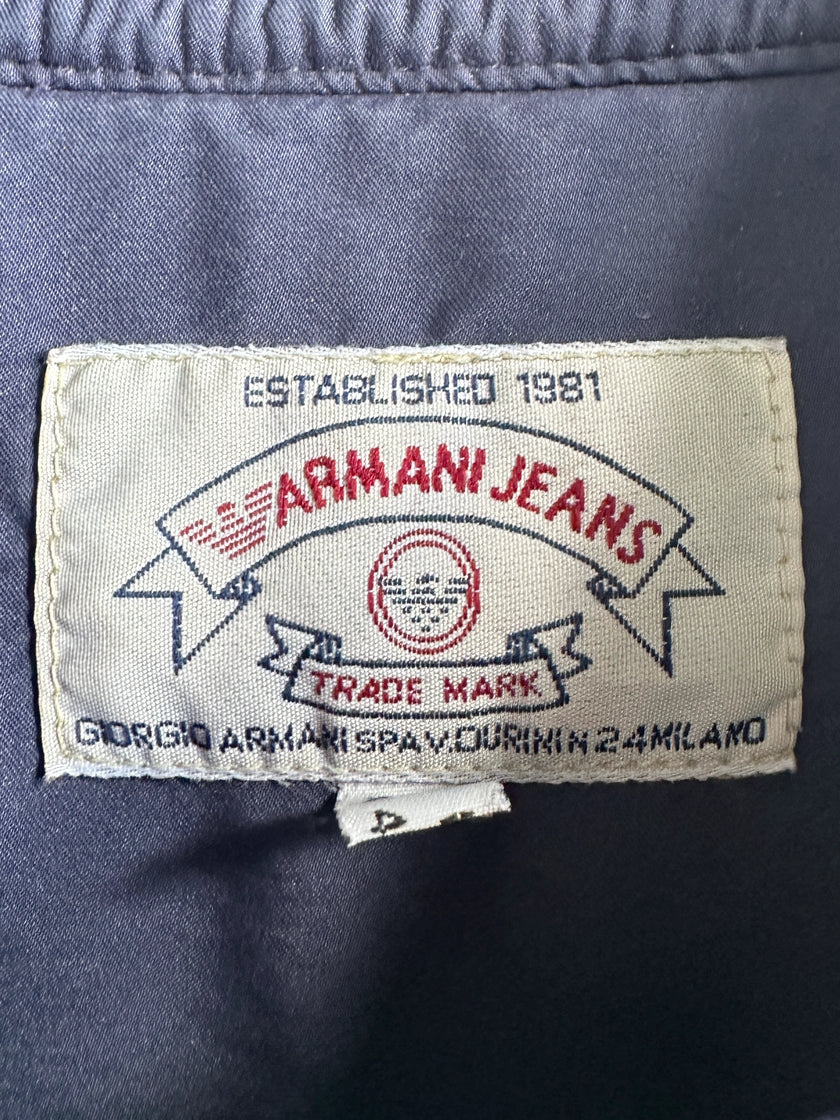 ESTABLISHED 1981
ARMANI JEANS
TRADE MARK
GIORGIO ARMANI SPA V.DURINI N 24 MILANO